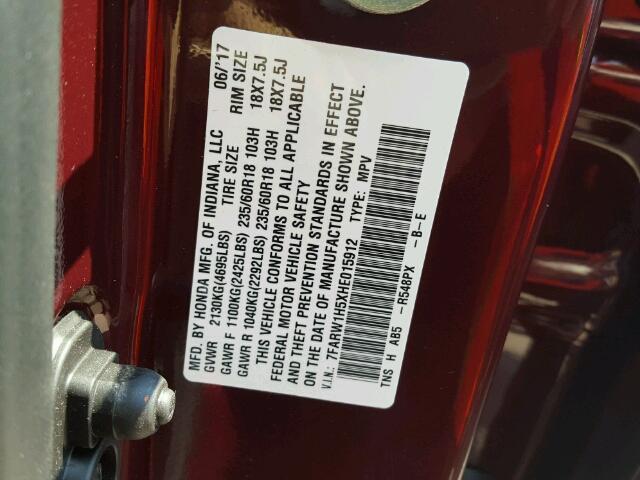 MFD. BY HONDA MFG. OF INDIANA, LLC 06/'17
GVWR 2130KG(4695LBS) TIRE SIZE RIM SIZE
GAWR F 1100KG(2425LBS) 235/60R18 103H 18X7.5J
GAWR R 1040KG(2292LBS) 235/60R18 103H 18X7.5J
THIS VEHICLE CONFORMS TO ALL APPLICABLE
FEDERAL MOTOR VEHICLE SAFETY
AND THEFT PREVENTION STANDARDS IN EFFECT
ON THE DATE OF MANUFACTURE SHOWN ABOVE.
V.I.N.: 7FARW1H5XHE015912 TYPE: MPV
TNS H AB5 -R548PX -B-E